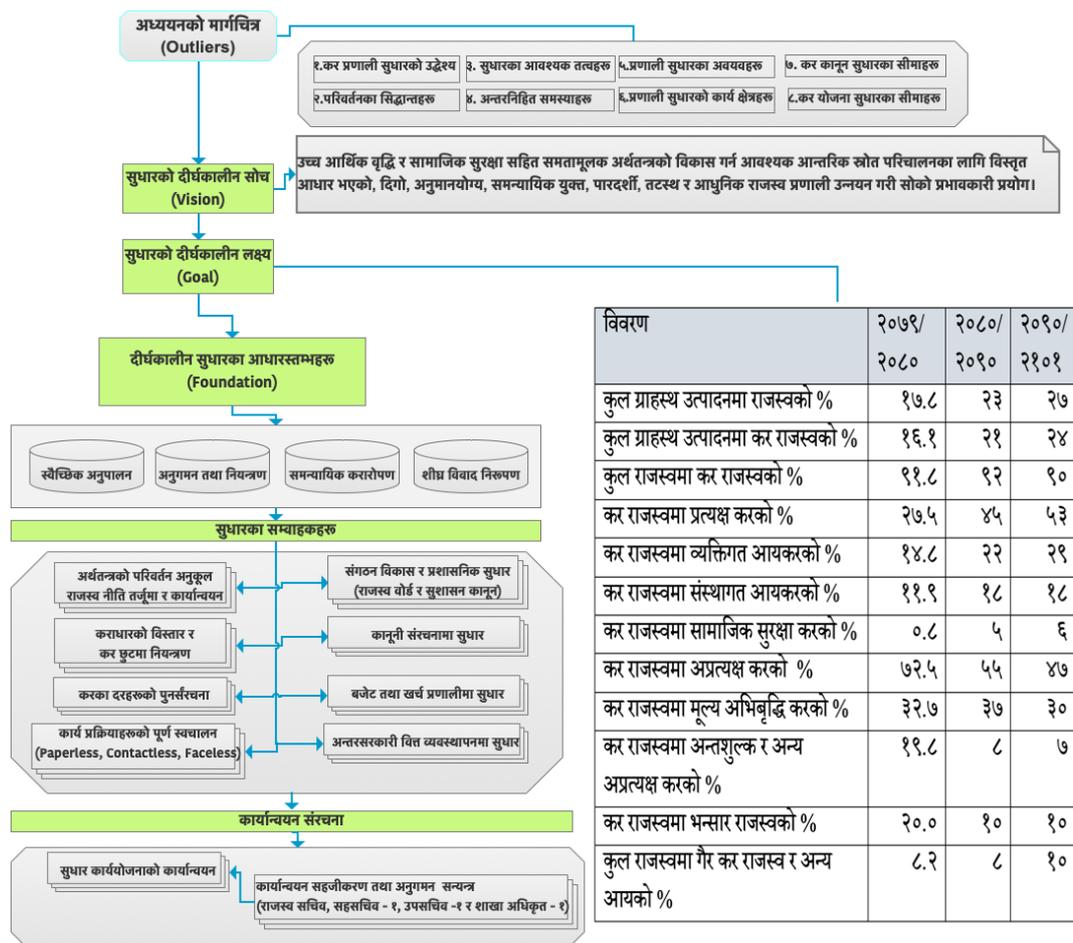 अध्ययनको मार्गचित्र
(Outliers)
१.कर प्रणाली सुधारको उद्धेश्य
३. सुधारका आवश्यक तत्वहरू
५.प्रणाली सुधारका अवयवहरू
७. कर कानून सुधारका सीमाहरू
२.परिवर्तनका सिद्धान्तहरू
४. अन्तरनिहित समस्याहरू
६.प्रणाली सुधारको कार्य क्षेत्रहरू
८.कर योजना सुधारका सीमाहरू
सुधारको दीर्घकालीन सोच
(Vision)
उच्च आर्थिक वृद्धि र सामाजिक सुरक्षा सहित समतामूलक अर्थतन्त्रको विकास गर्न आवश्यक आन्तरिक स्रोत परिचालनका लागि विस्तृत
आधार भएको, दिगो, अनुमानयोग्य, समन्यायिक युक्त, पारदर्शी, तटस्थ र आधुनिक राजस्व प्रणाली उन्नयन गरी सोको प्रभावकारी प्रयोग।
सुधारको दीर्घकालीन लक्ष्य
(Goal)
दीर्घकालीन सुधारका आधारस्तम्भहरू
(Foundation)
स्वैच्छिक अनुपालन
अनुगमन तथा नियन्त्रण
समन्यायिक करारोपण
शीघ्र विवाद निरूपण
सुधारका सम्वाहकहरू
अर्थतन्त्रको परिवर्तन अनुकूल
राजस्व नीति तर्जूमा र कार्यान्वयन
संगठन विकास र प्रशासनिक सुधार
(राजस्व वोर्ड र सुशासन कानून)
कराधारको विस्तार र
कर छुटमा नियन्त्रण
कानूनी संरचनामा सुधार
करका दरहरूको पुनर्संरचना
बजेट तथा खर्च प्रणालीमा सुधार
कार्य प्रक्रियाहरूको पूर्ण स्वचालन
(Paperless, Contactless, Faceless)
अन्तरसरकारी वित्त व्यवस्थापनमा सुधार
कार्यान्वयन संरचना
सुधार कार्ययोजनाको कार्यान्वयन
कार्यान्वयन सहजीकरण तथा अनुगमन सन्यन्त्र
(राजस्व सचिव, सहसचिव - १, उपसचिव -१ र शाखा अधिकृत - १)
विवरण २०७९/ २०८० २०८०/ २०९० २०९०/ २१०१
कुल ग्राहस्थ उत्पादनमा राजस्वको % १७.८ २३ २७
कुल ग्राहस्थ उत्पादनमा कर राजस्वको % १६.१ २१ २४
कुल राजस्वमा कर राजस्वको % ९१.८ ९२ ९०
कर राजस्वमा प्रत्यक्ष करको % २७.५ ४५ ५३
कर राजस्वमा व्यक्तिगत आयकरको % १४.८ २२ २९
कर राजस्वमा संस्थागत आयकरको % ११.९ १८ १८
कर राजस्वमा सामाजिक सुरक्षा करको % ०.८ ५ ६
कर राजस्वमा अप्रत्यक्ष करको % ७२.५ ५५ ४७
कर राजस्वमा मूल्य अभिबृद्धि करको % ३२.७ ३७ ३०
कर राजस्वमा अन्तशुल्क र अन्य
अप्रत्यक्ष करको % १९.८ ८ ७
कर राजस्वमा भन्सार राजस्वको % २०.० १० १०
कुल राजस्वमा गैर कर राजस्व र अन्य
आयको % ८.२ ८ १०